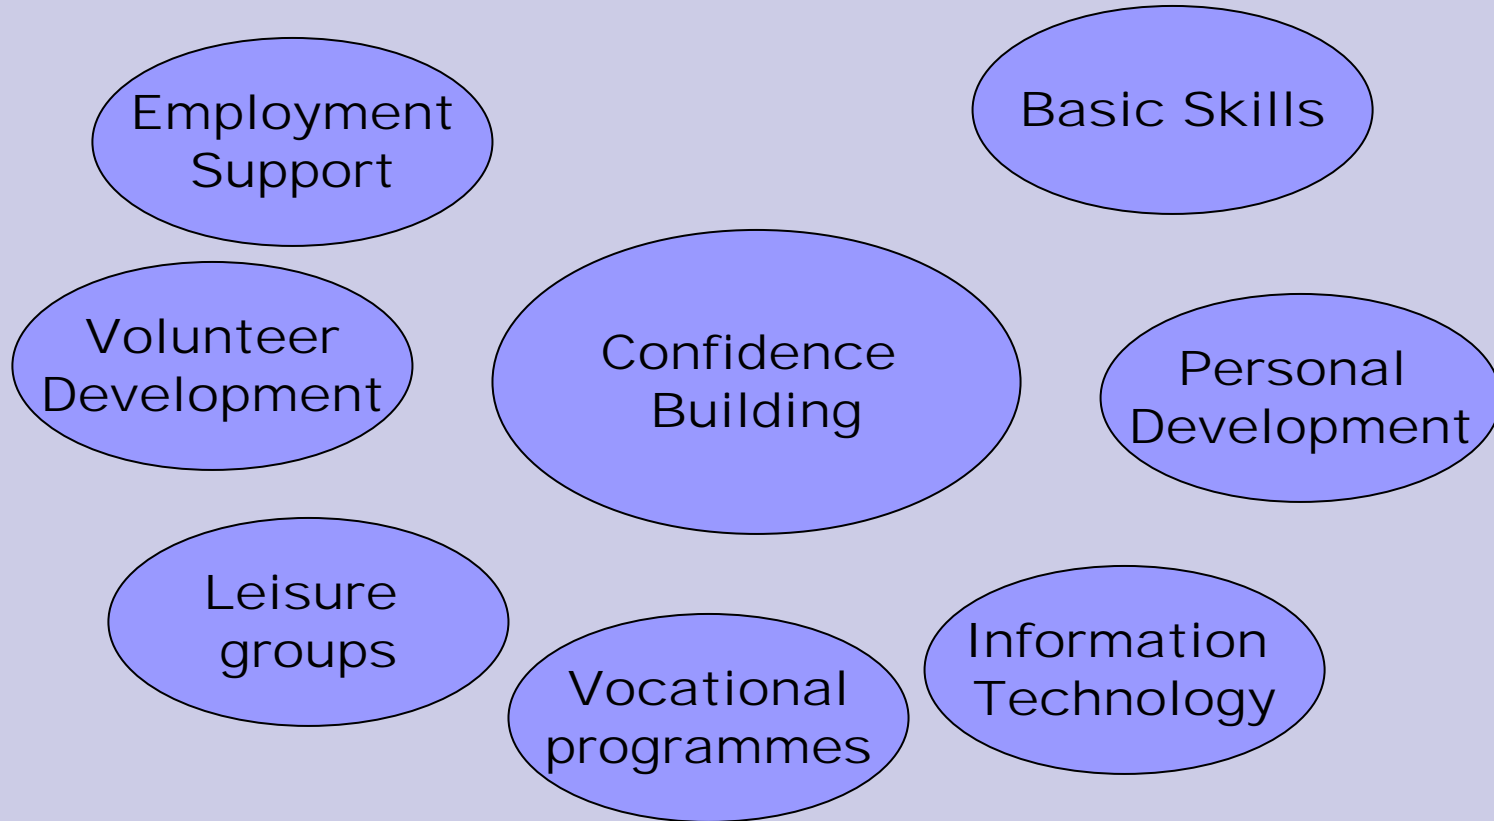 Employment
Support
Basic Skills
Volunteer
Development
Confidence
Building
Personal
Development
Leisure
groups
Vocational
programmes
Information
Technology